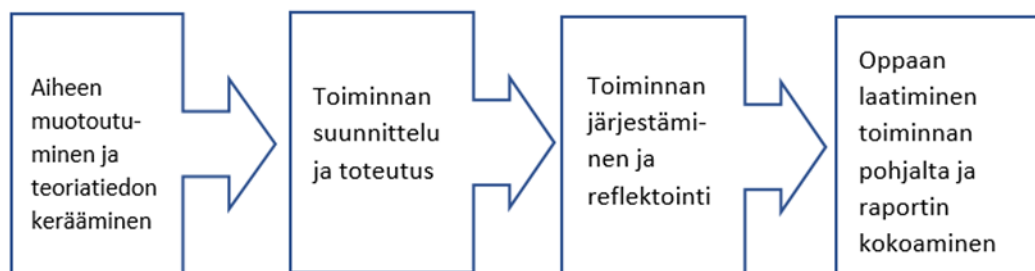 Aiheen
muotoutu-
minen ja
teoriatiedon
kerääminen
Toiminnan
suunnittelu
ja toteutus
Toiminnan
järjestämi-
nen ja
reflektointi
Oppaan
laatiminen
toiminnan
pohjalta ja
raportin
kokoaminen